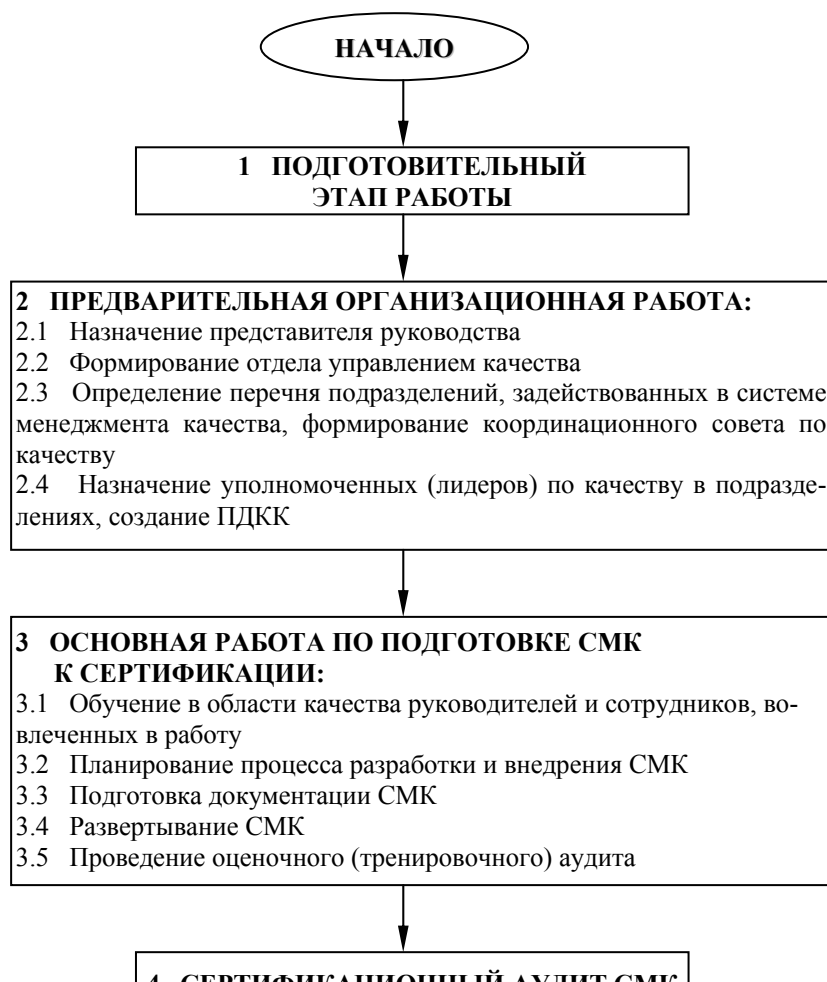 НАЧАЛО
1 ПОДГОТОВИТЕЛЬНЫЙ
ЭТАП РАБОТЫ
2 ПРЕДВАРИТЕЛЬНАЯ ОРГАНИЗАЦИОННАЯ РАБОТА:
2.1 Назначение представителя руководства
2.2 Формирование отдела управлением качества
2.3 Определение перечня подразделений, задействованных в системе
менеджмента качества, формирование координационного совета по
качеству
2.4 Назначение уполномоченных (лидеров) по качеству в подразде-
лениях, создание ПДКК
3 ОСНОВНАЯ РАБОТА ПО ПОДГОТОВКЕ СМК
К СЕРТИФИКАЦИИ:
3.1 Обучение в области качества руководителей и сотрудников, во-
влеченных в работу
3.2 Планирование процесса разработки и внедрения СМК
3.3 Подготовка документации СМК
3.4 Развертывание СМК
3.5 Проведение оценочного (тренировочного) аудита
4 СЕРТИФИКАЦИОННЫЙ АУДИТ СМК